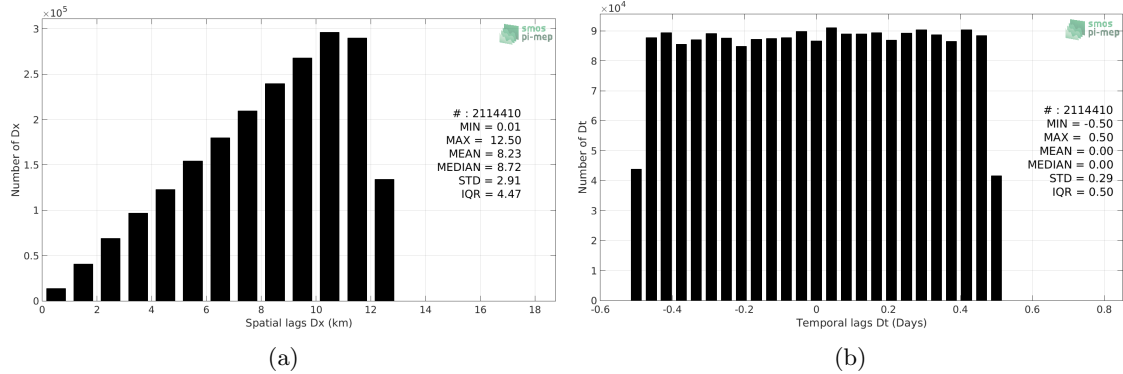 ×10^5
3
2.5
2
1.5
1
0.5
0
0 2 4 6 8 10 12 14 16 18
Number of Dx
Spatial lags Dx (km)
smos
pi-mep
# : 2114410
MIN = 0.01
MAX = 12.50
MEAN = 8.23
MEDIAN = 8.72
STD = 2.91
IQR = 4.47
(a)
×10^4
9
8
7
6
5
4
3
2
1
0
-0.6 -0.4 -0.2 0 0.2 0.4 0.6 0.8
Number of Dt
Temporal lags Dt (Days)
smos
pi-mep
# : 2114410
MIN = -0.50
MAX = 0.50
MEAN = 0.00
MEDIAN = 0.00
STD = 0.29
IQR = 0.50
(b)